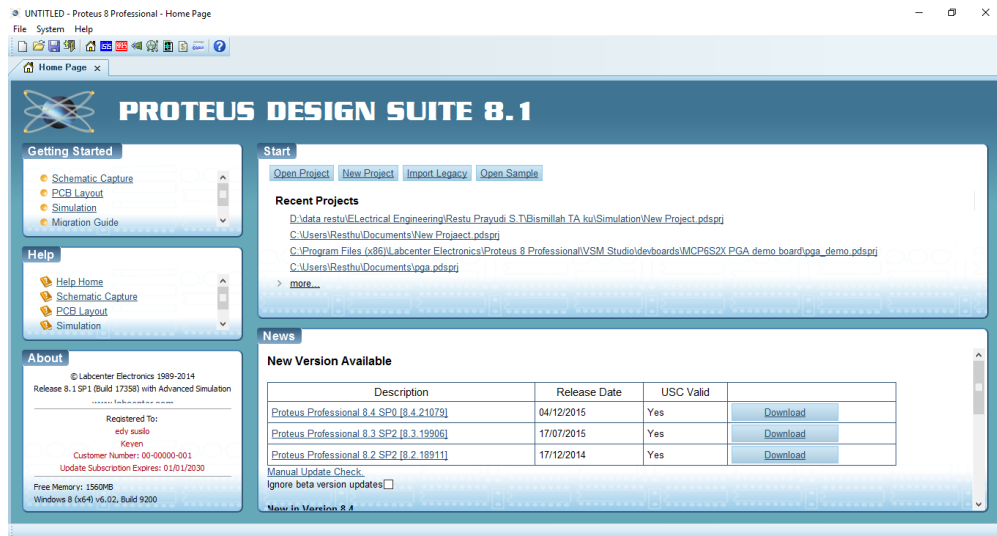 UNTITLED - Proteus 8 Professional - Home Page
File System Help
Home Page x
PROTEUS DESIGN SUITE 8.1
Getting Started
Schematic Capture
PCB Layout
Simulation
Migration Guide
Help
Help Home
Schematic Capture
PCB Layout
Simulation
About
© Labcenter Electronics 1989-2014
Release 8.1 SP1 (Build 17358) with Advanced Simulation
www.labcenter.com
Registered To:
edy susilo
Keyen
Customer Number: 00-00000-001
Update Subscription Expires: 01/01/2030
Free Memory: 1560MB
Windows 8 (x64) v6.02, Build 9200
Start
Open Project New Project Import Legacy Open Sample
Recent Projects
D:\data restu\ELectrical Engineering\Restu Prayudi S.T\Bismillah TA ku\Simulation\New Project.pdsprj
C:\Users\Resthu\Documents\New Projaect.pdsprj
C:\Program Files (x86)\Labcenter Electronics\Proteus 8 Professional\VSM Studio\devboards\MCP6S2X PGA demo board\pga_demo.pdsprj
C:\Users\Resthu\Documents\pga.pdsprj
> more...
News
New Version Available
Description Release Date USC Valid
Proteus Professional 8.4 SP0 [8.4.21079] 04/12/2015 Yes Download
Proteus Professional 8.3 SP2 [8.3.19906] 17/07/2015 Yes Download
Proteus Professional 8.2 SP2 [8.2.18911] 17/12/2014 Yes Download
Manual Update Check.
Ignore beta version updates
New in Version 8.4